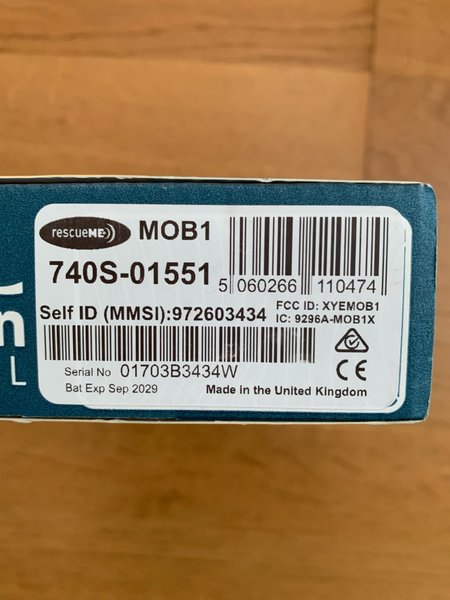 rescueME
MOB1
740S-01551
5 060266 110474
Self ID (MMSI):972603434
FCC ID: XYEMOB1
IC: 9296A-MOB1X
Serial No 01703B3434W
Bat Exp Sep 2029
Made in the United Kingdom
CE
n
L